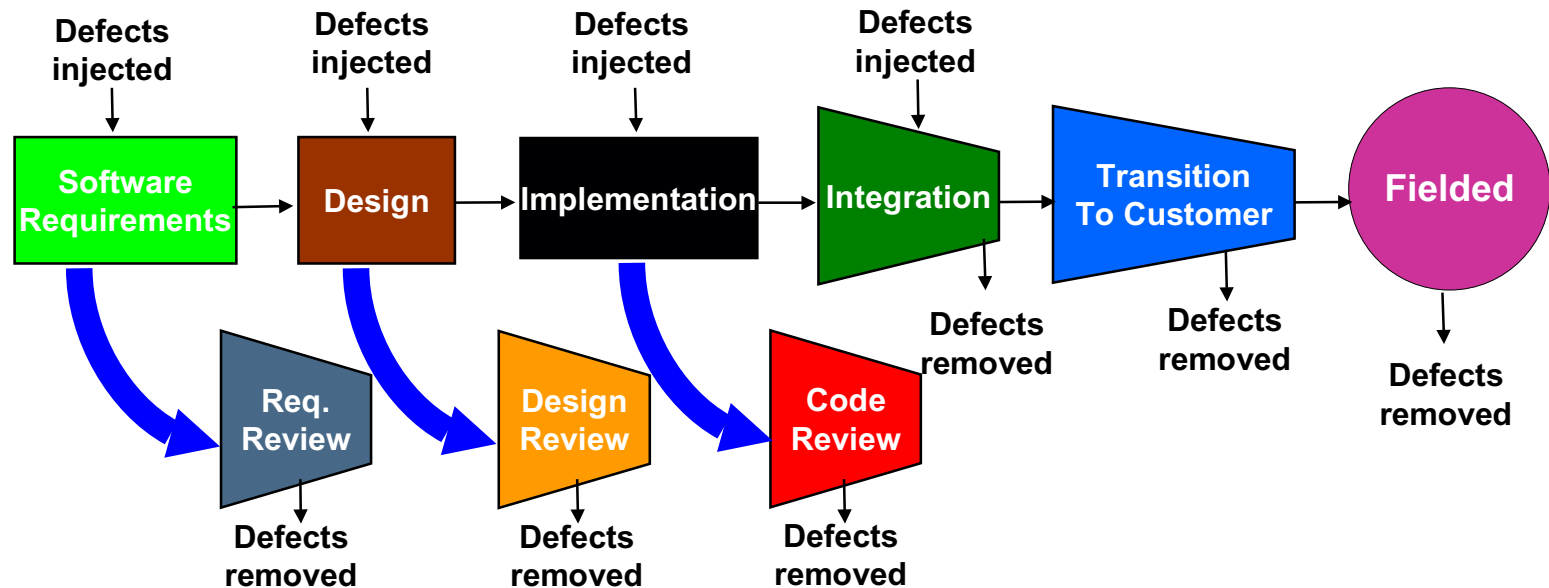 Defects
injected
Defects
injected
Defects
injected
Defects
injected
Software
Requirements
Design
Implementation
Integration
Transition
To Customer
Fielded
Defects
removed
Defects
removed
Defects
removed
Req.
Review
Design
Review
Code
Review
Defects
removed
Defects
removed
Defects
removed